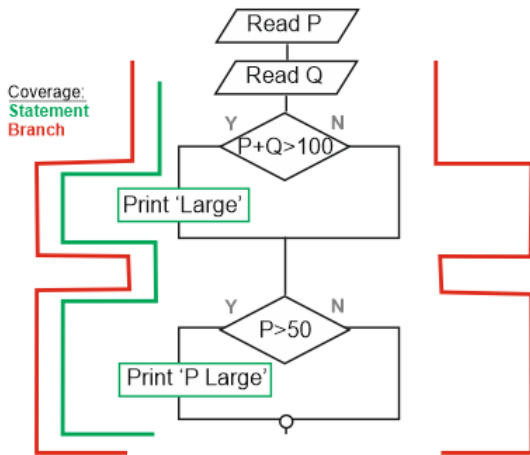 Read P
Read Q
Coverage:
Statement
Branch
Y
N
P+Q>100
Print ‘Large’
Y
N
P>50
Print ‘P Large’